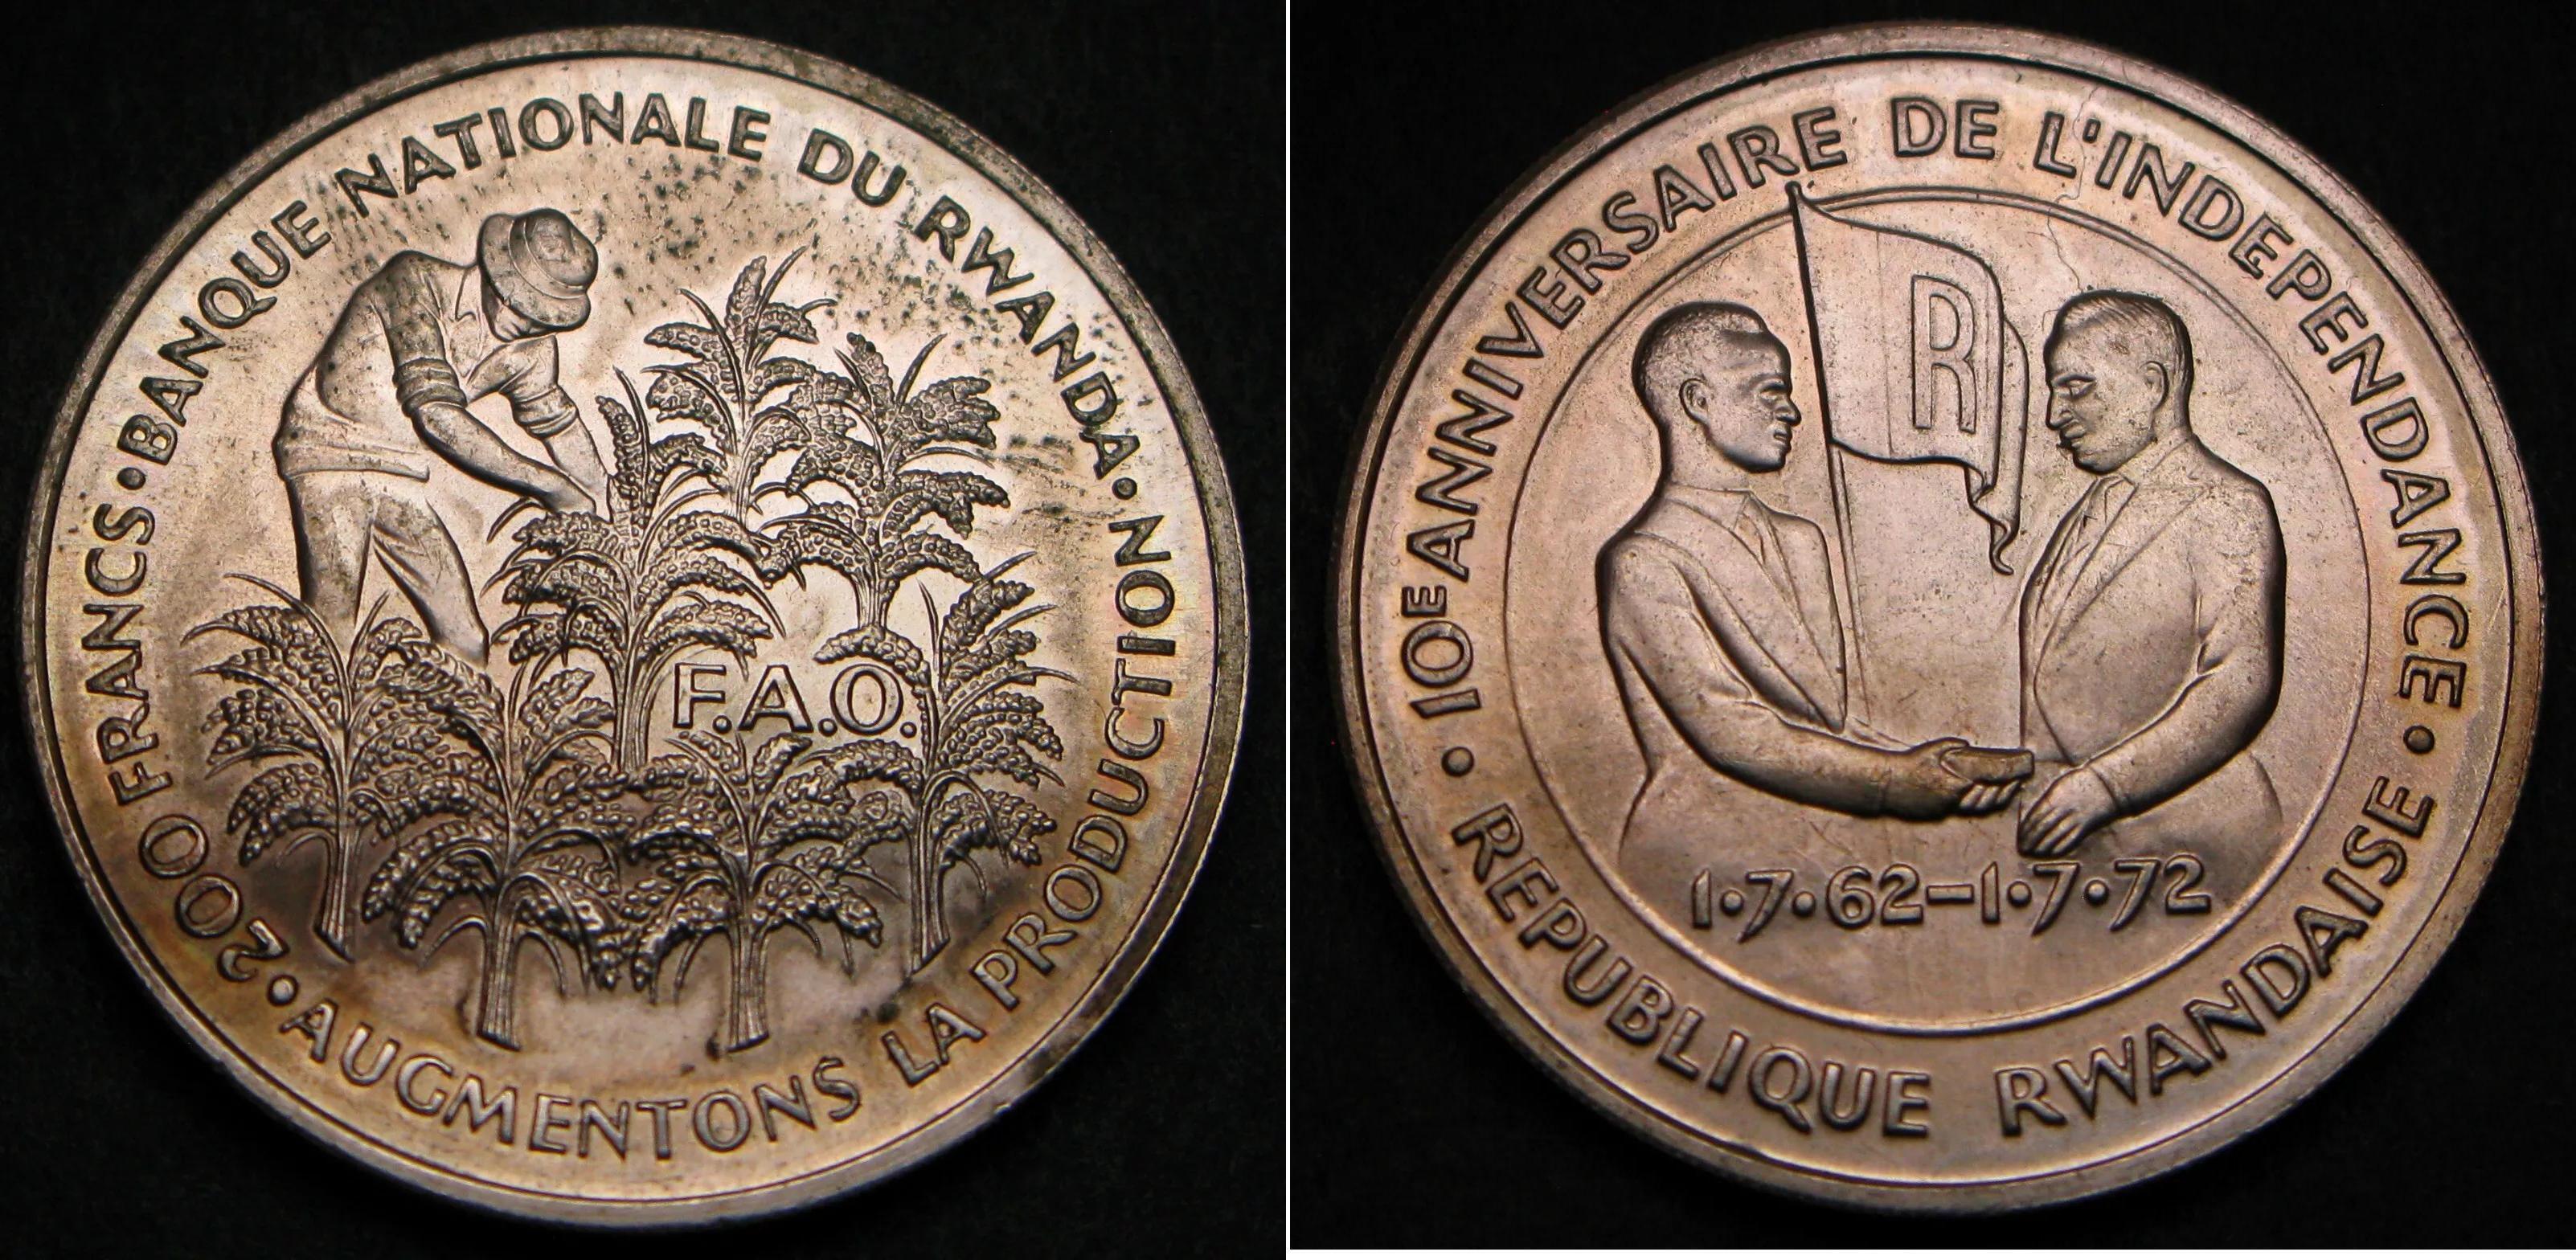 BANQUE NATIONALE DU RWANDA
AUGMENTONS LA PRODUCTION
200 FRANCS
F.A.O.
10E ANNIVERSAIRE DE L'INDEPENDANCE
R
1•7•62-1•7•72
REPUBLIQUE RWANDAISE